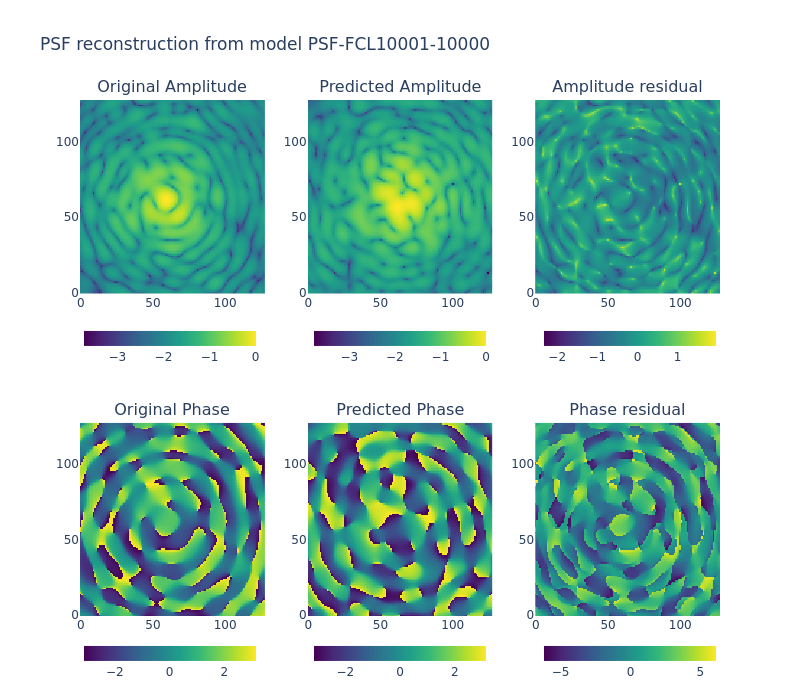 PSF reconstruction from model PSF-FCL10001-10000
Original Amplitude
Predicted Amplitude
Amplitude residual
100
50
0
0 50 100
100
50
0
0 50 100
100
50
0
0 50 100
−3 −2 −1 0
−3 −2 −1 0
−2 −1 0 1
Original Phase
Predicted Phase
Phase residual
100
50
0
0 50 100
100
50
0
0 50 100
100
50
0
0 50 100
−2 0 2
−2 0 2
−5 0 5